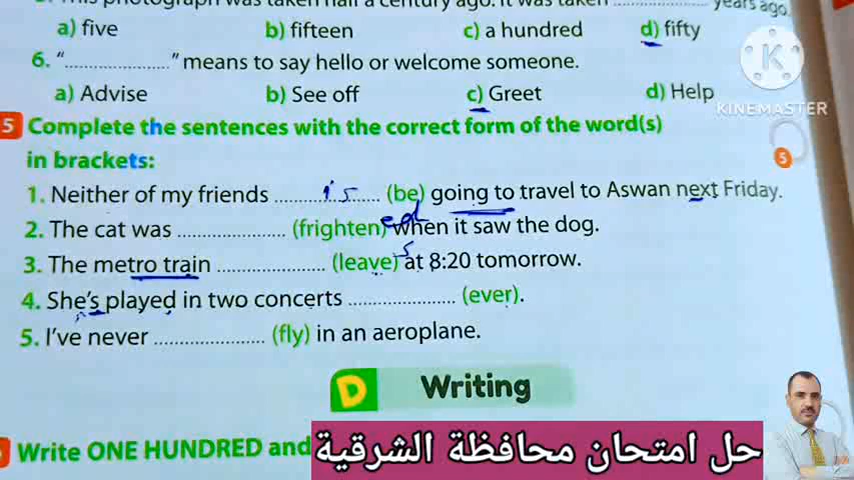 years ago.
a) five b) fifteen c) a hundred d) fifty
6. "...................." means to say hello or welcome someone.
a) Advise b) See off c) Greet d) Help
KINEMASTER
5 Complete the sentences with the correct form of the word(s)
in brackets:
5
1. Neither of my friends .......is....... (be) going to travel to Aswan next Friday.
2. The cat was .................... (frighten)ed when it saw the dog.
3. The metro train .................... (leave)s at 8:20 tomorrow.
4. She's played in two concerts .................... (ever).
5. I've never .................... (fly) in an aeroplane.
D Writing
Write ONE HUNDRED and
حل امتحان محافظة الشرقية